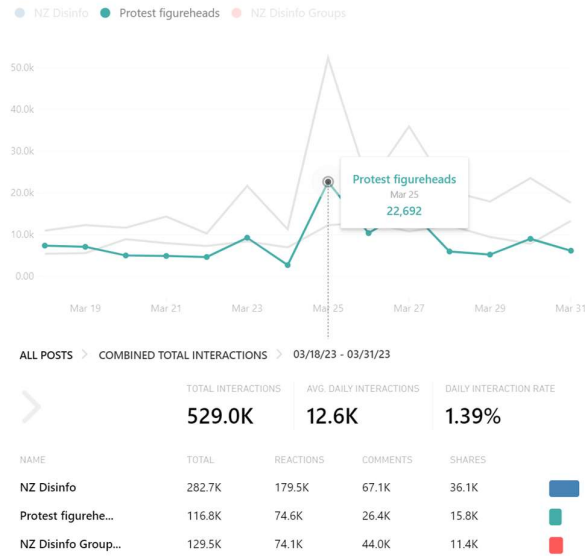 NZ Disinfo Protest figureheads NZ Disinfo Groups
50.0k
40.0k
30.0k
20.0k
10.0k
0.00
Protest figureheads
Mar 25
22,692
Mar 19 Mar 21 Mar 23 Mar 25 Mar 27 Mar 29 Mar 31
ALL POSTS COMBINED TOTAL INTERACTIONS 03/18/23 - 03/31/23
TOTAL INTERACTIONS AVG. DAILY INTERACTIONS DAILY INTERACTION RATE
529.0K 12.6K 1.39%
NAME TOTAL REACTIONS COMMENTS SHARES
NZ Disinfo 282.7K 179.5K 67.1K 36.1K
Protest figurehe... 116.8K 74.6K 26.4K 15.8K
NZ Disinfo Group... 129.5K 74.1K 44.0K 11.4K